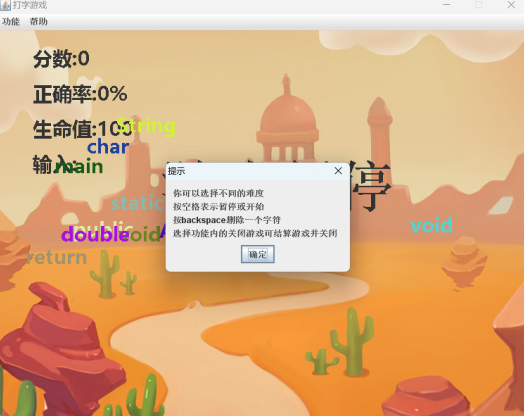 打字游戏
功能 帮助
分数:0
正确率:0%
生命值:100
String
char
输入:
main
提示
你可以选择不同的难度
按空格表示暂停或开始
按backspace删除一个字符
选择功能内的关闭游戏可结算游戏并关闭
确定
停
static
public
double
void
void
return